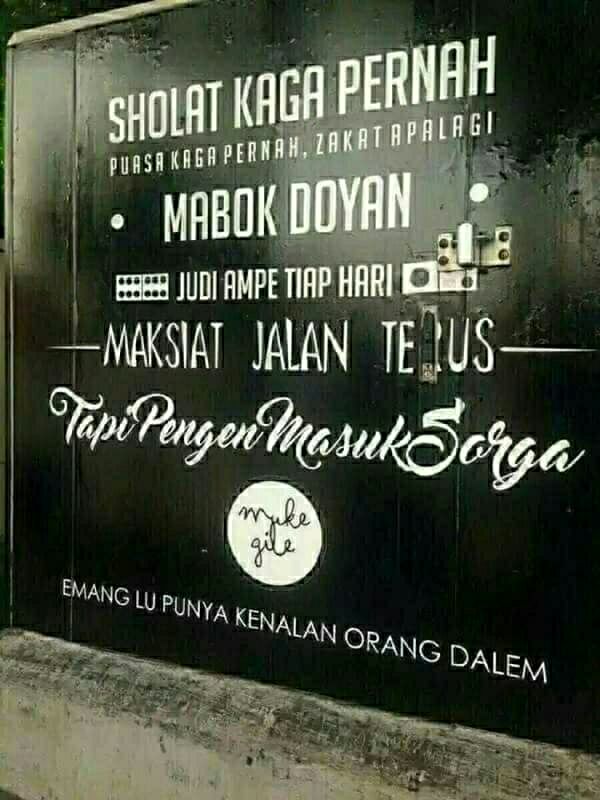 SHOLAT KAGA PERNAH
PUASA KAGA PERNAH, ZAKAT APALAGI
MABOK DOYAN
JUDI AMPE TIAP HARI
MAKSIAT JALAN TERUS
Tapi Pengen Masuk Sorga
muke
gile
EMANG LU PUNYA KENALAN ORANG DALEM